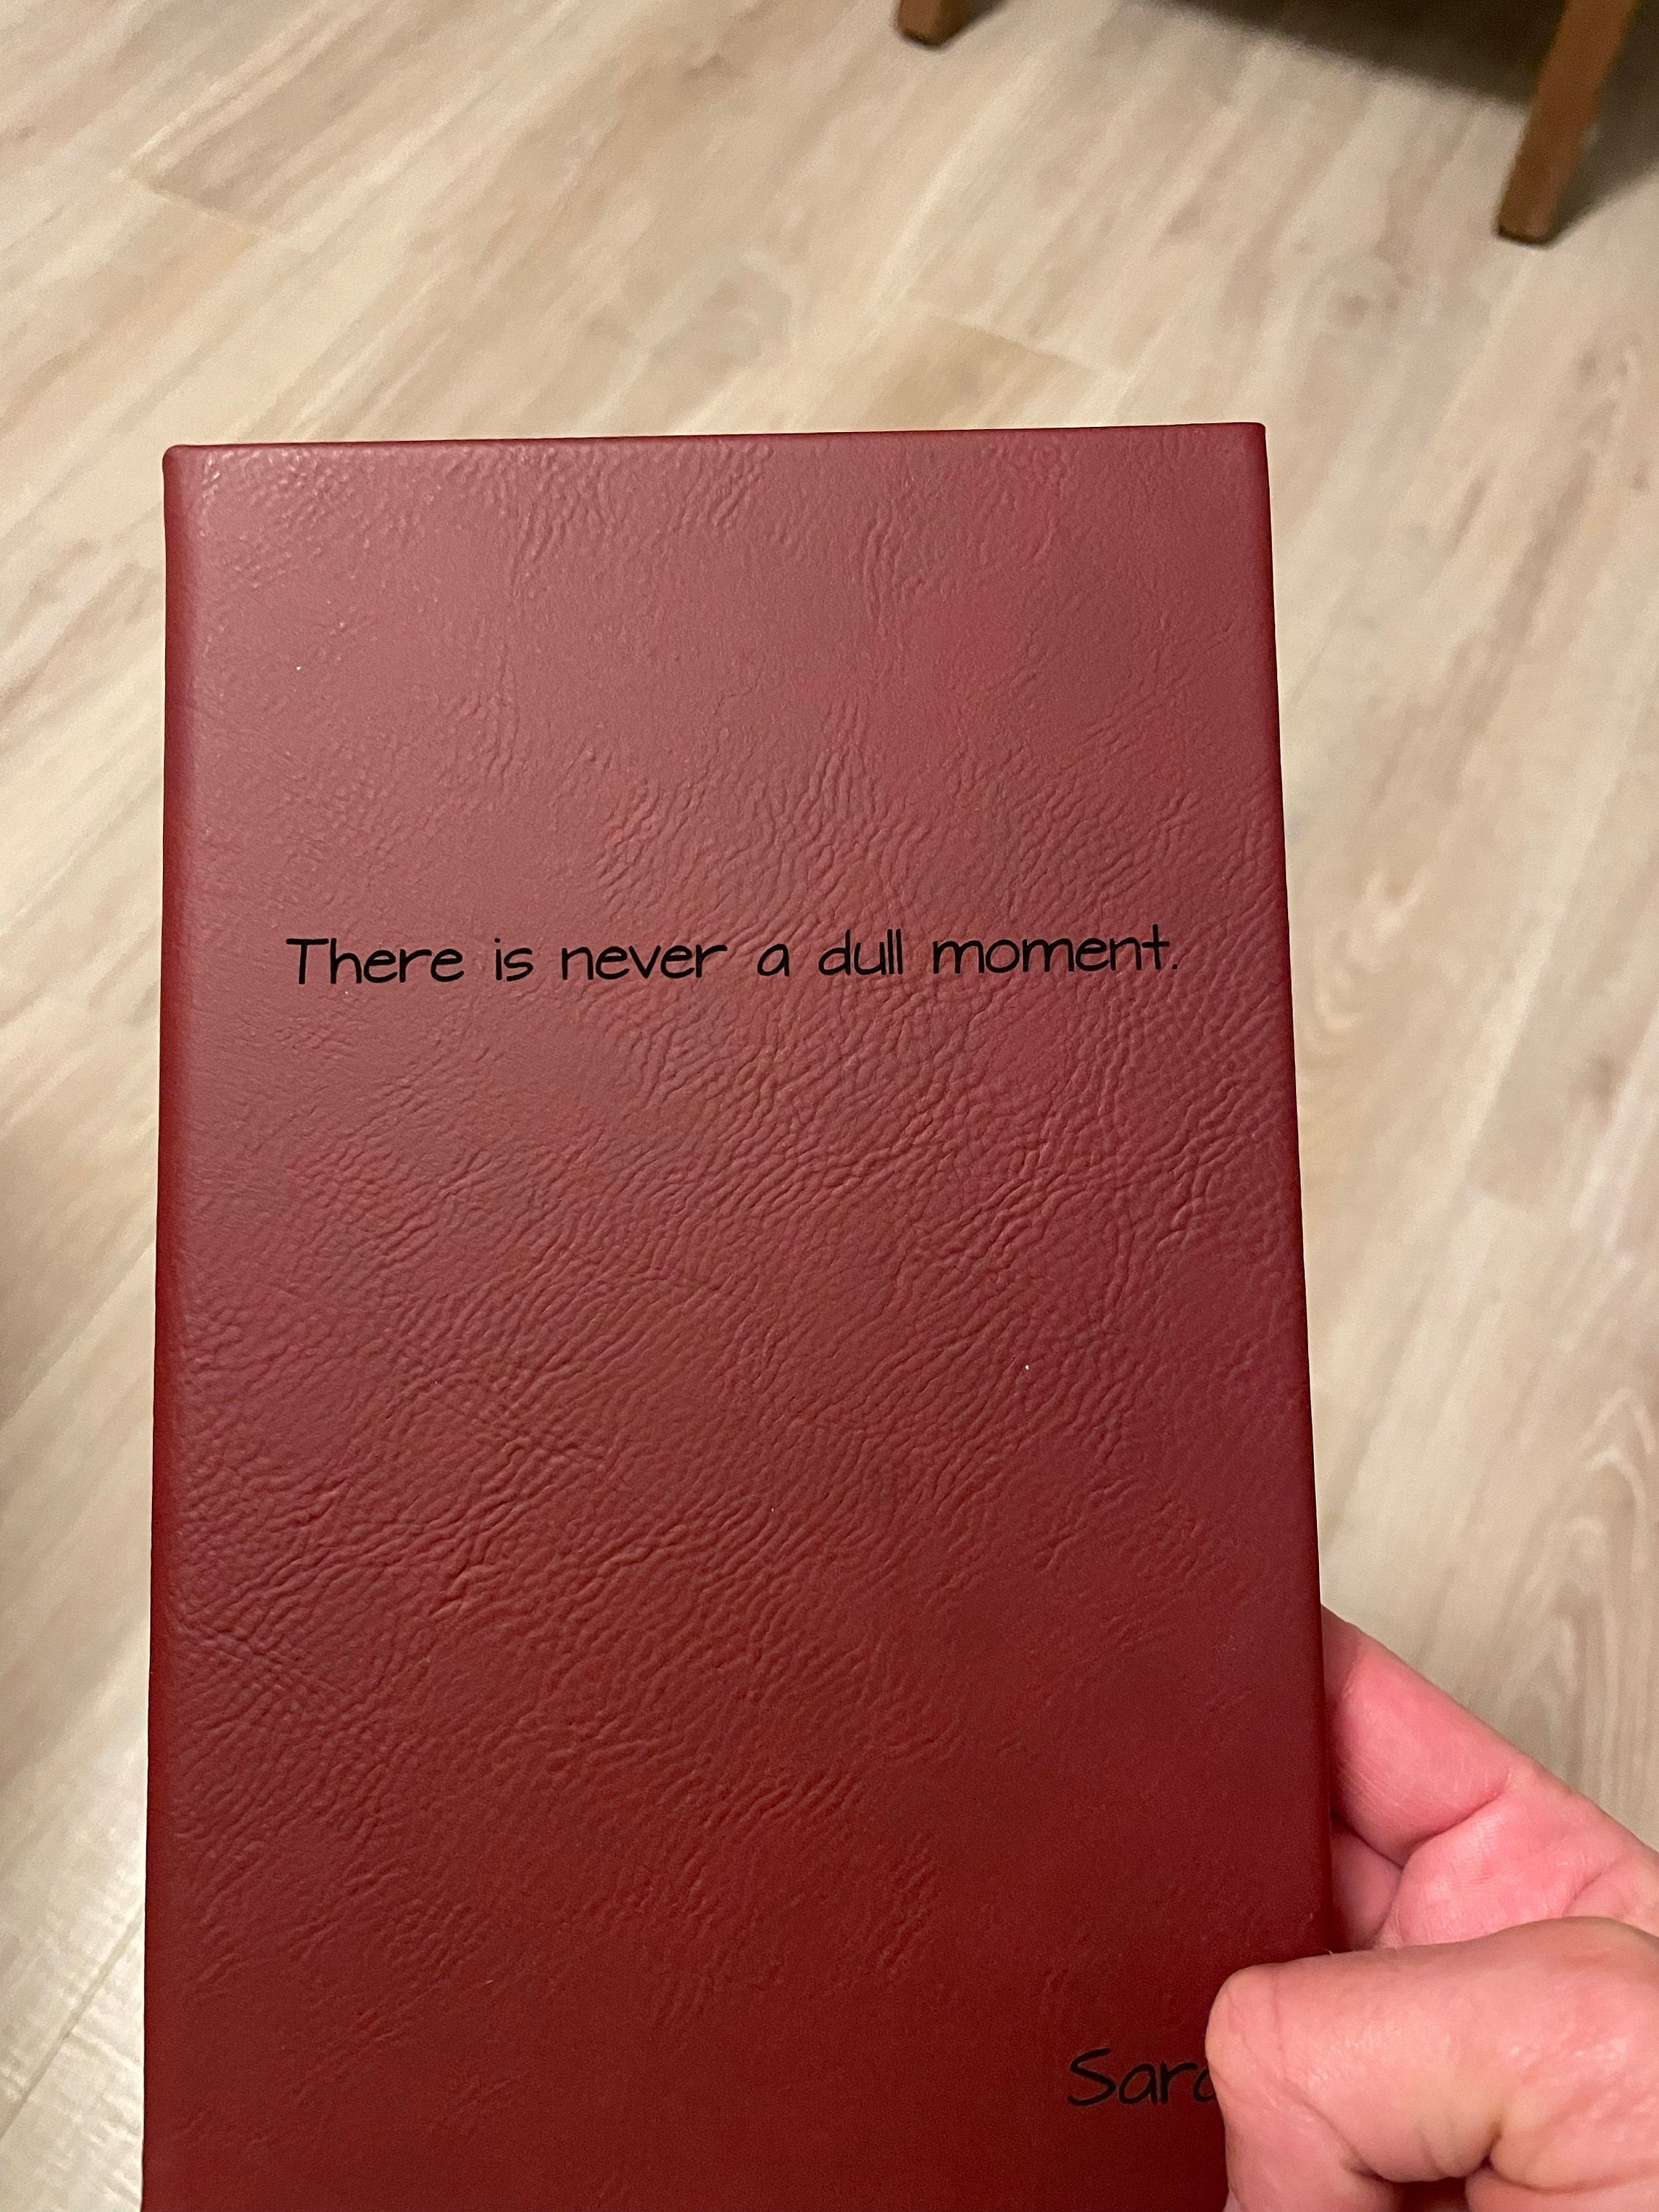 There is never a dull moment.